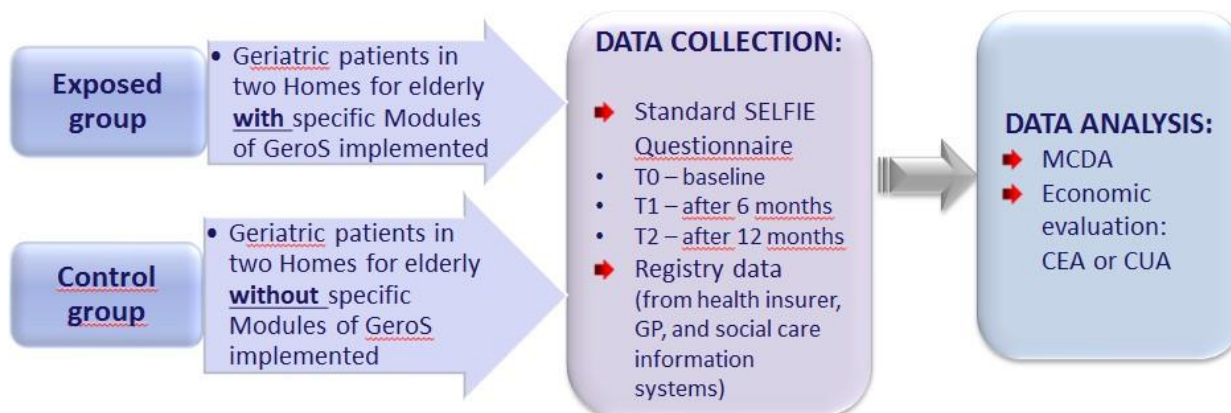 Exposed
group
• Geriatric patients in
two Homes for elderly
with specific Modules
of GeroS implemented
Control
group
• Geriatric patients in
two Homes for elderly
without specific
Modules of GeroS
implemented
DATA COLLECTION:
Standard SELFIE
Questionnaire
• T0 – baseline
• T1 – after 6 months
• T2 – after 12 months
Registry data
(from health insurer,
GP, and social care
information
systems)
DATA ANALYSIS:
MCDA
Economic
evaluation:
CEA or CUA